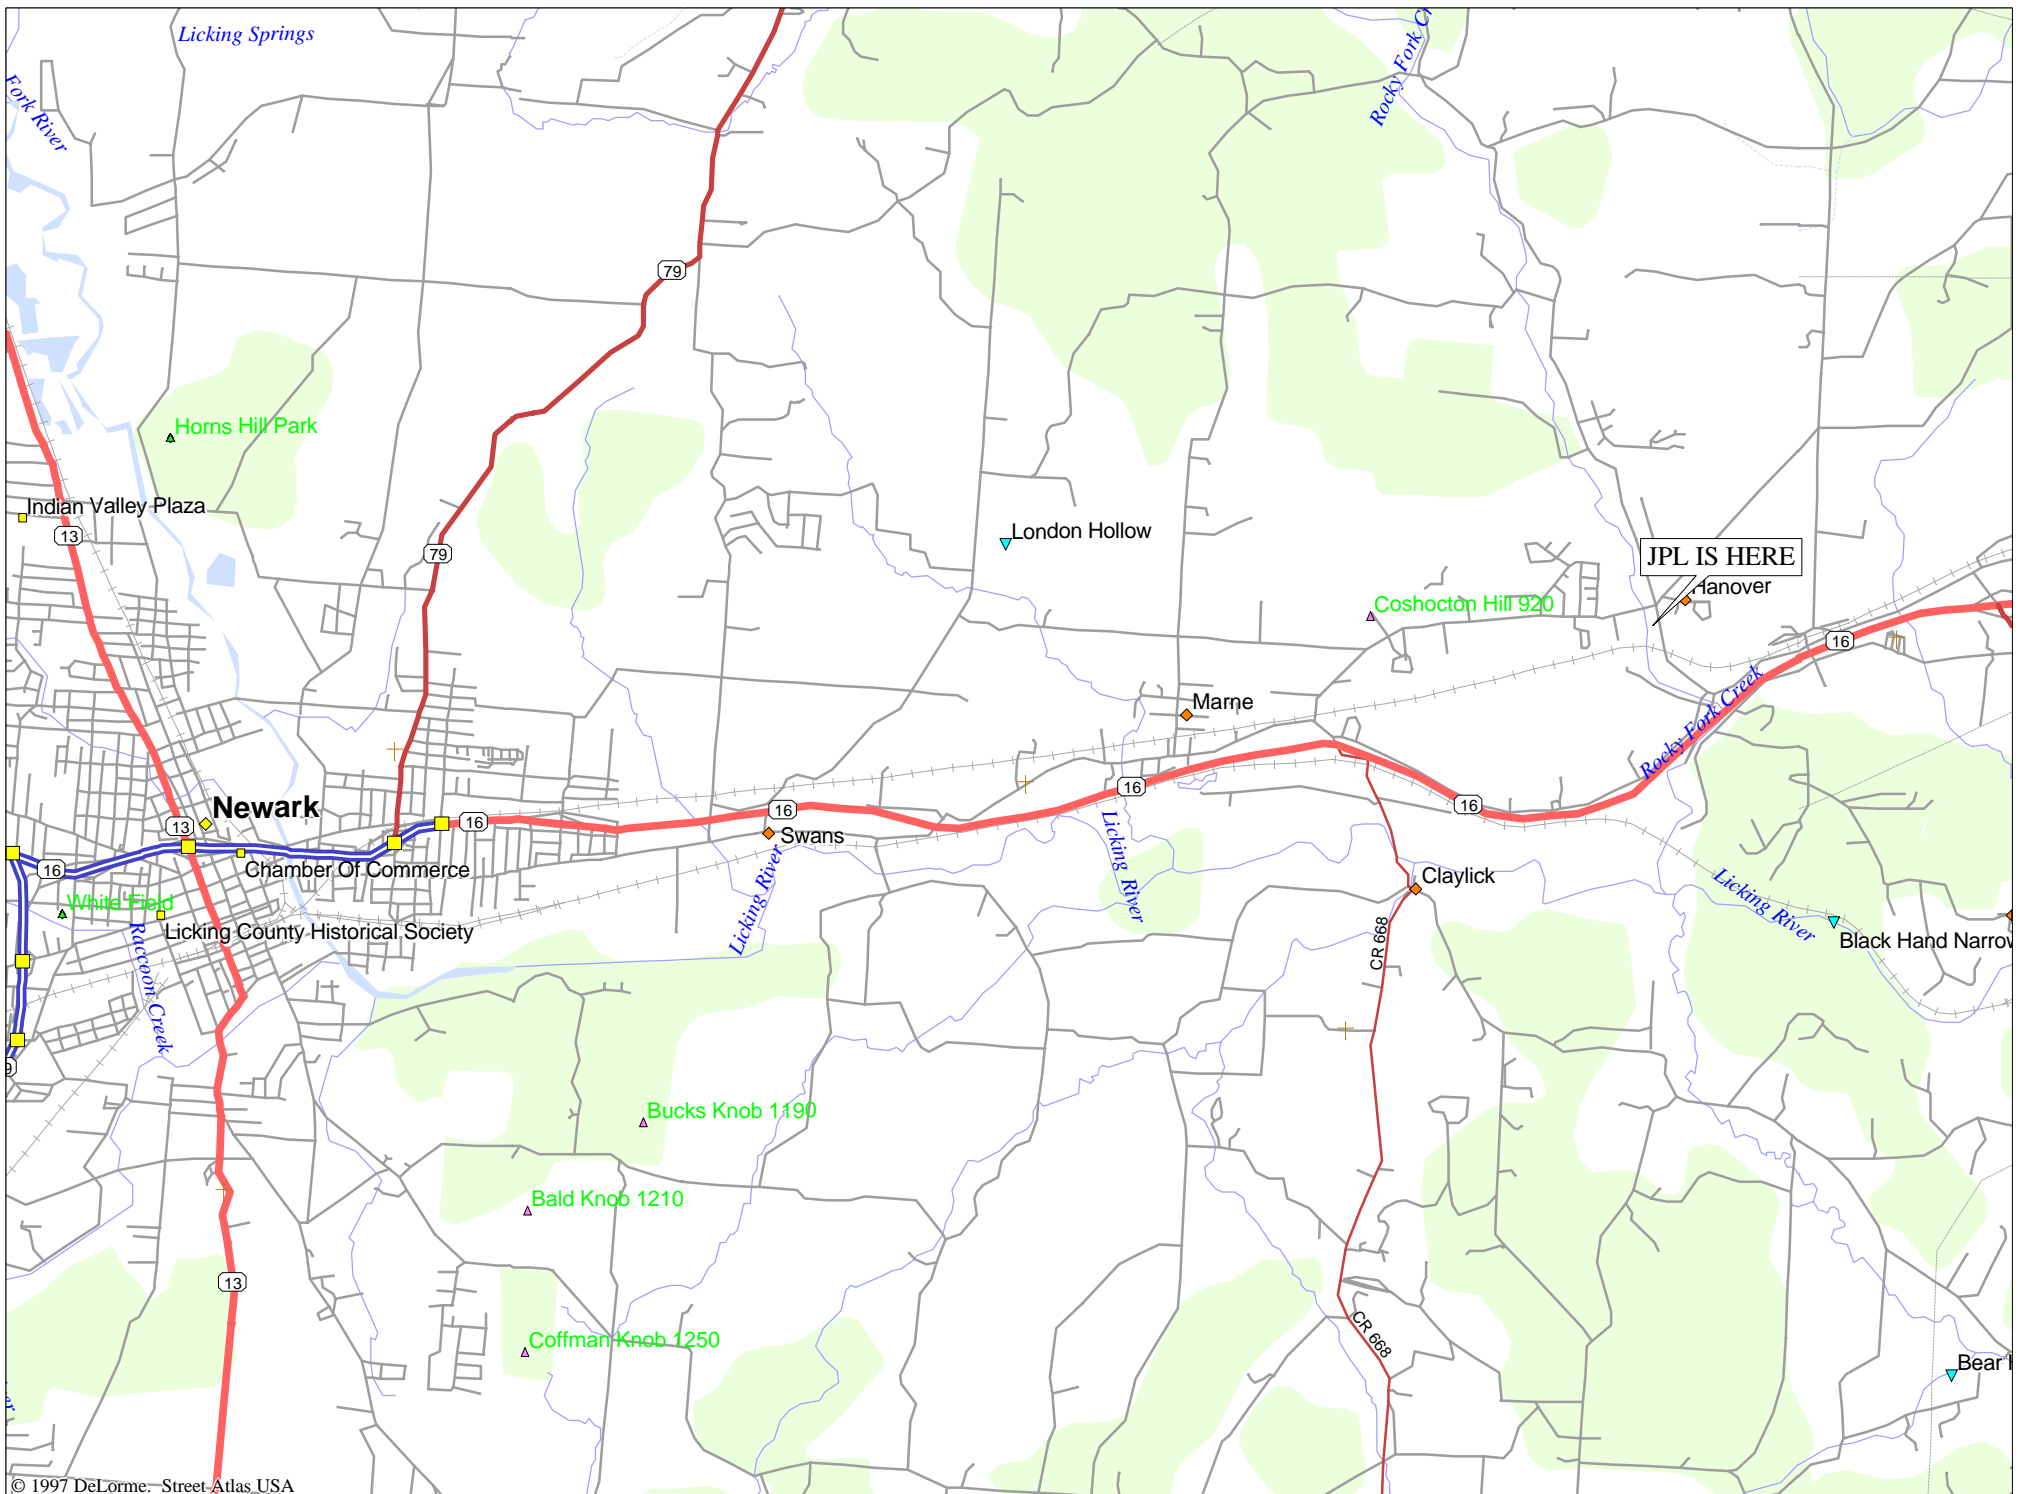 Licking Springs
Fork River
Rocky Fork
79
Horns Hill Park
Indian Valley Plaza
13
79
London Hollow
JPL IS HERE
Hanover
Coshocton Hill 920
16
Marne
Rocky Fork Creek
16
16
Newark
13
16
16
Swans
Chamber Of Commerce
16
Licking River
Licking River
Claylick
Licking River
White Field
Licking County Historical Society
Raccoon Creek
CR 668
Black Hand Narrow
9
Bucks Knob 1190
Bald Knob 1210
13
Coffman Knob 1250
CR 668
Bear
© 1997 DeLorme. Street Atlas USA